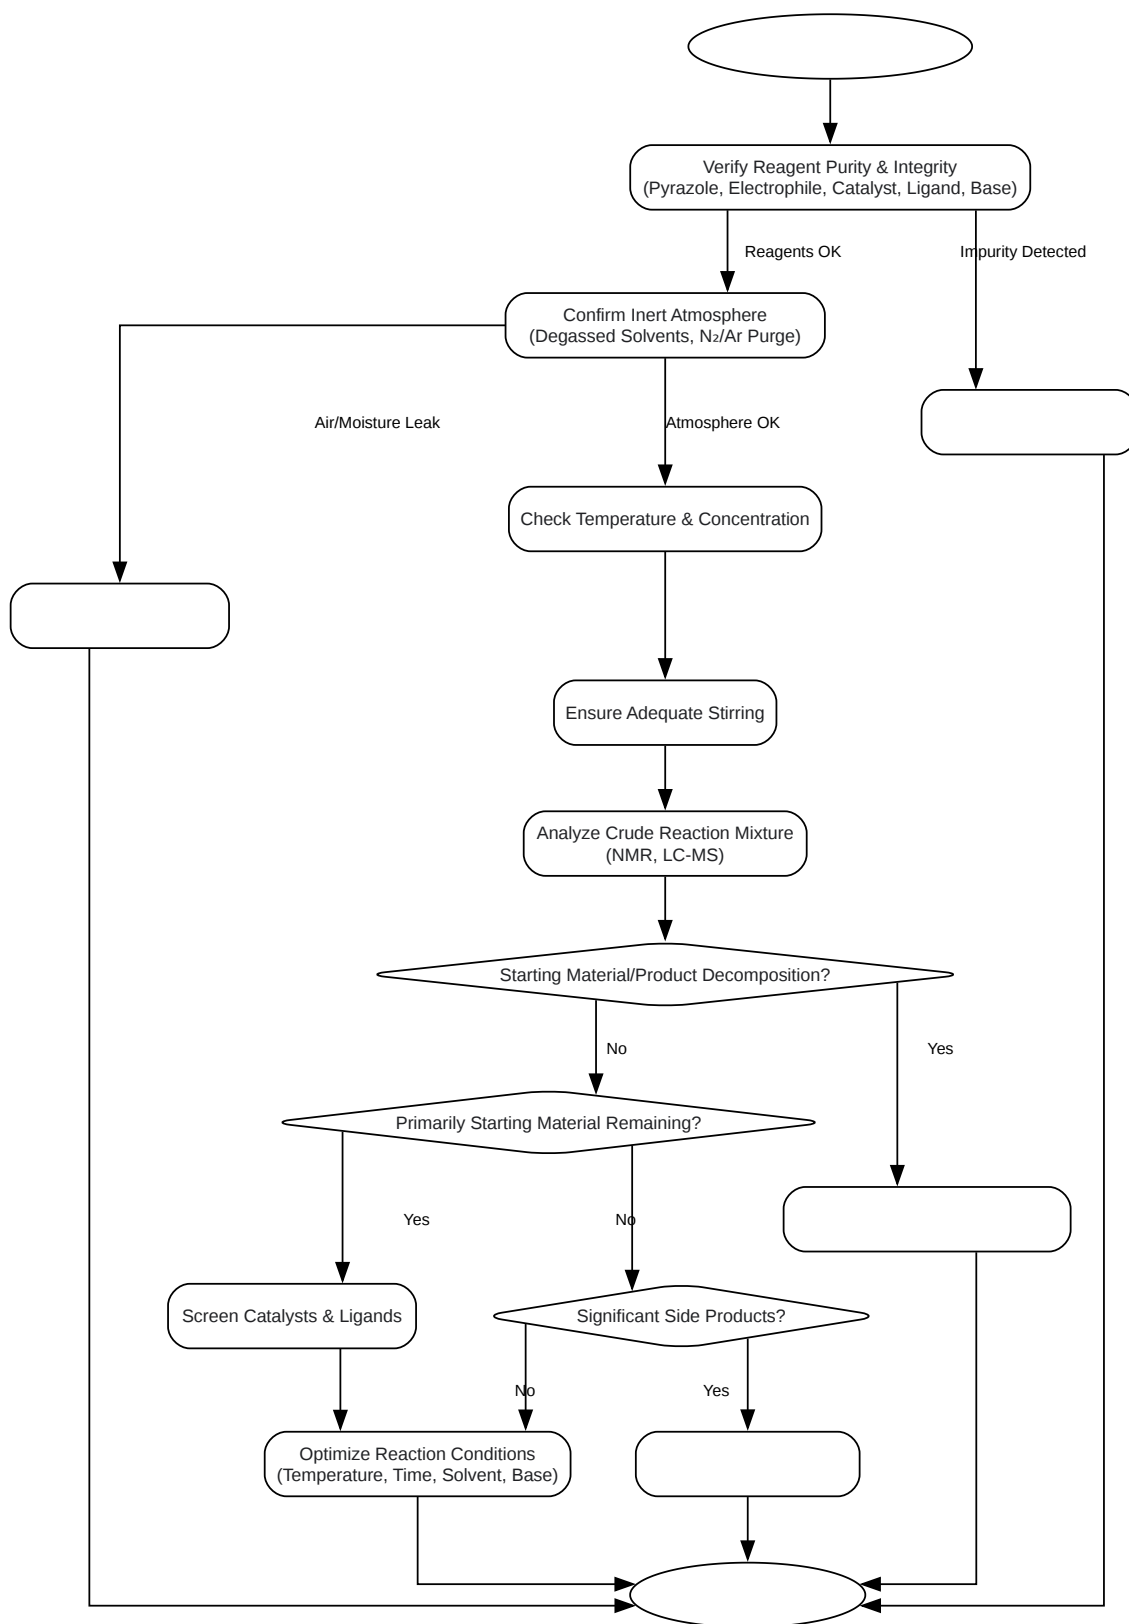 Verify Reagent Purity & Integrity
(Pyrazole, Electrophile, Catalyst, Ligand, Base)
Reagents OK
Impurity Detected
Confirm Inert Atmosphere
(Degassed Solvents, N₂/Ar Purge)
Air/Moisture Leak
Atmosphere OK
Check Temperature & Concentration
Ensure Adequate Stirring
Analyze Crude Reaction Mixture
(NMR, LC-MS)
Starting Material/Product Decomposition?
No
Yes
Primarily Starting Material Remaining?
Yes
No
Screen Catalysts & Ligands
Significant Side Products?
No
Yes
Optimize Reaction Conditions
(Temperature, Time, Solvent, Base)